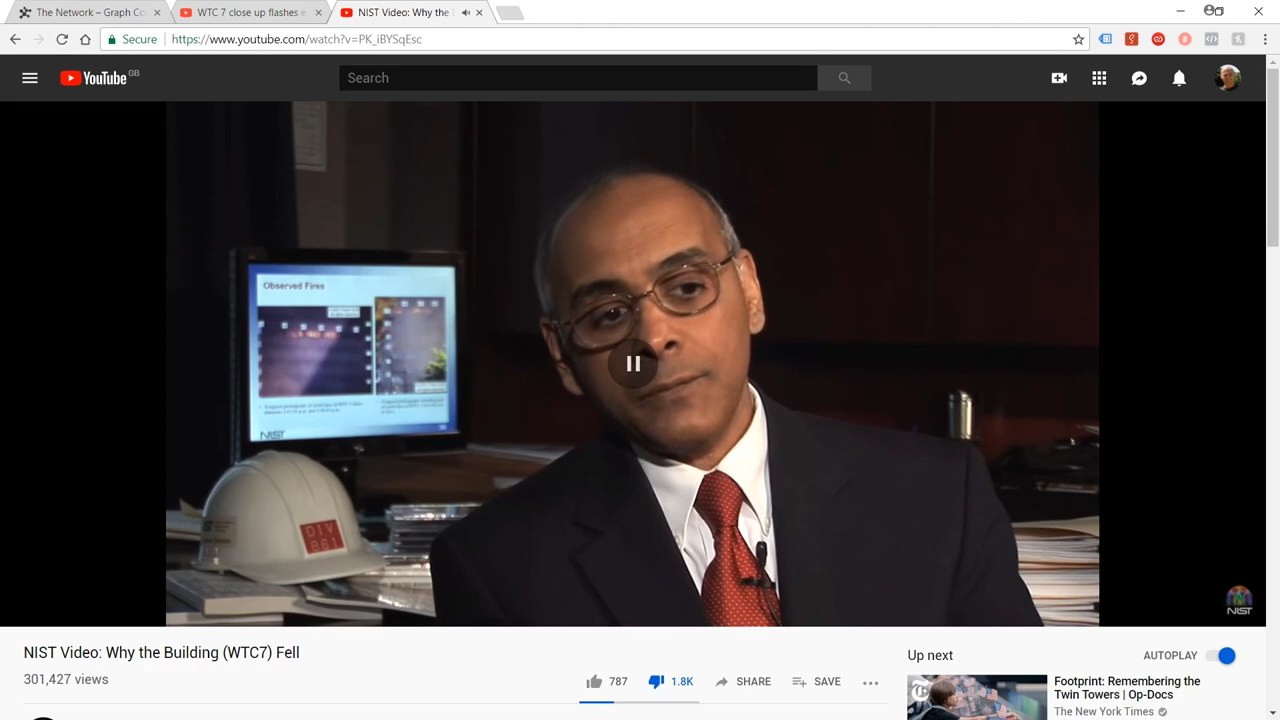 The Network – Graph Co
WTC 7 close up flashes e
NIST Video: Why the B
Secure
https://www.youtube.com/watch?v=PK_iBYSqEsc
YouTube GB
Search
Observed Fires
NIST
DIV
861
NIST
NIST Video: Why the Building (WTC7) Fell
301,427 views
787
1.8K
SHARE
SAVE
Up next
AUTOPLAY
Footprint: Remembering the
Twin Towers | Op-Docs
The New York Times